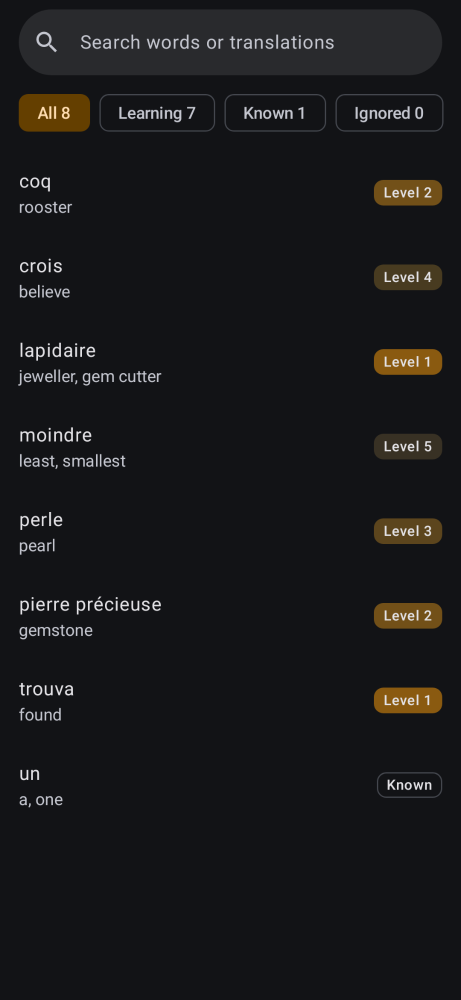 Search words or translations
All 8
Learning 7
Known 1
Ignored 0
coq
rooster
Level 2
crois
believe
Level 4
lapidaire
jeweller, gem cutter
Level 1
moindre
least, smallest
Level 5
perle
pearl
Level 3
pierre précieuse
gemstone
Level 2
trouva
found
Level 1
un
a, one
Known